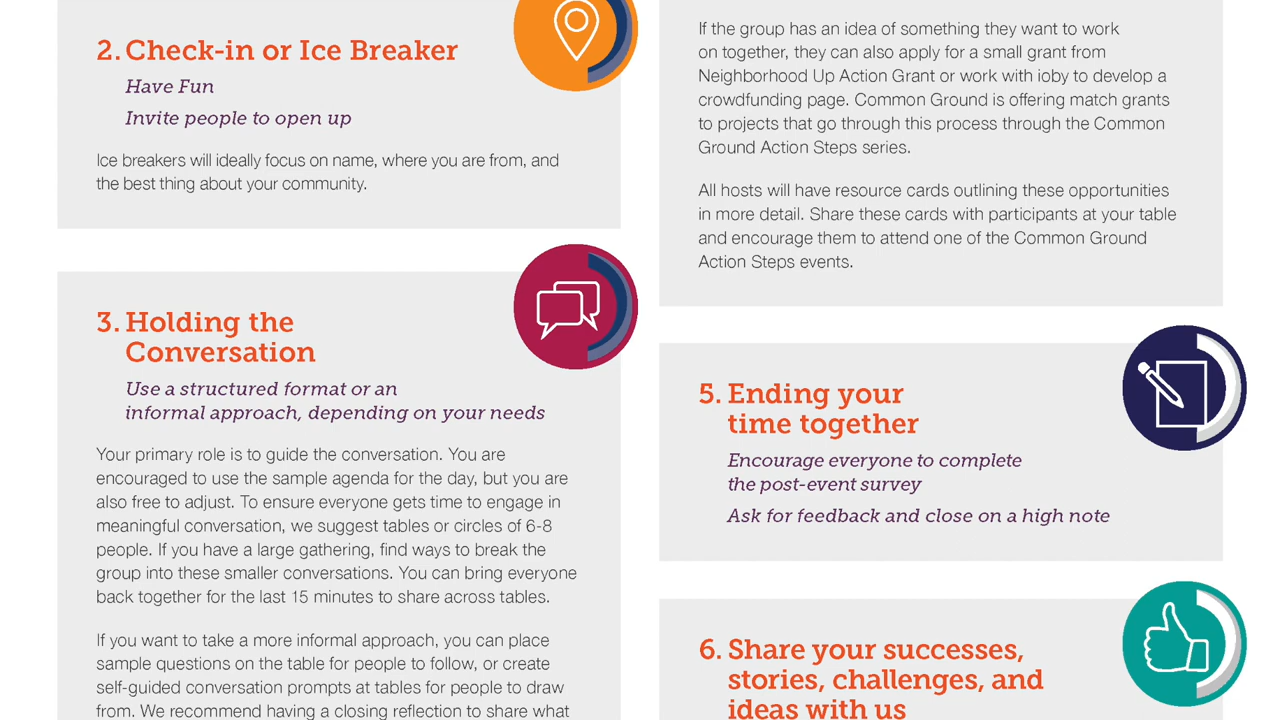 2. Check-in or Ice Breaker
Have Fun
Invite people to open up
Ice breakers will ideally focus on name, where you are from, and
the best thing about your community.
3. Holding the
Conversation
Use a structured format or an
informal approach, depending on your needs
Your primary role is to guide the conversation. You are
encouraged to use the sample agenda for the day, but you are
also free to adjust. To ensure everyone gets time to engage in
meaningful conversation, we suggest tables or circles of 6-8
people. If you have a large gathering, find ways to break the
group into these smaller conversations. You can bring everyone
back together for the last 15 minutes to share across tables.
If you want to take a more informal approach, you can place
sample questions on the table for people to follow, or create
self-guided conversation prompts at tables for people to draw
from. We recommend having a closing reflection to share what
If the group has an idea of something they want to work
on together, they can also apply for a small grant from
Neighborhood Up Action Grant or work with ioby to develop a
crowdfunding page. Common Ground is offering match grants
to projects that go through this process through the Common
Ground Action Steps series.
All hosts will have resource cards outlining these opportunities
in more detail. Share these cards with participants at your table
and encourage them to attend one of the Common Ground
Action Steps events.
5. Ending your
time together
Encourage everyone to complete
the post-event survey
Ask for feedback and close on a high note
6. Share your successes,
stories, challenges, and
ideas with us